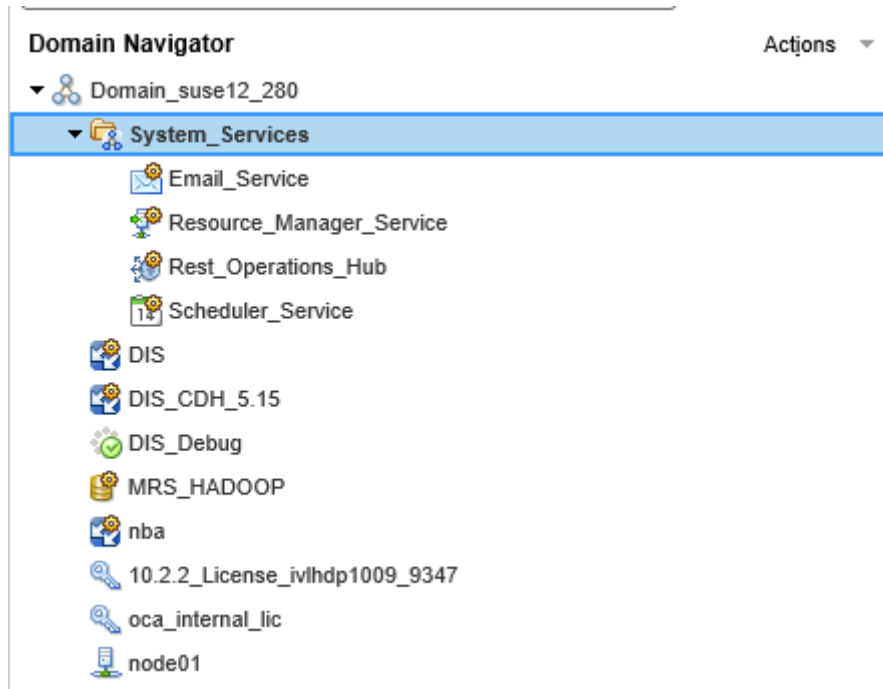 Domain Navigator Actions
Domain_suse12_280
System_Services
Email_Service
Resource_Manager_Service
Rest_Operations_Hub
14 Scheduler_Service
DIS
DIS_CDH_5.15
DIS_Debug
MRS_HADOOP
nba
10.2.2_License_ivlhdp1009_9347
oca_internal_lic
node01